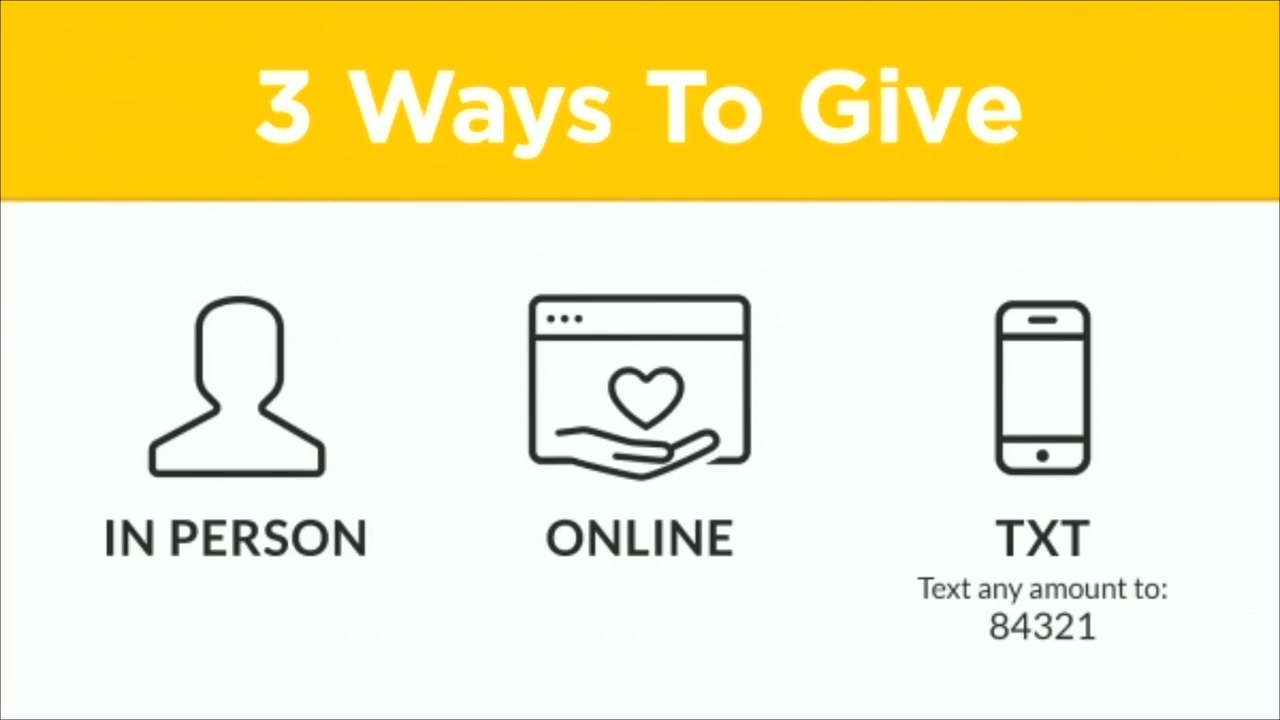 3 Ways To Give
IN PERSON
ONLINE
TXT
Text any amount to:
84321